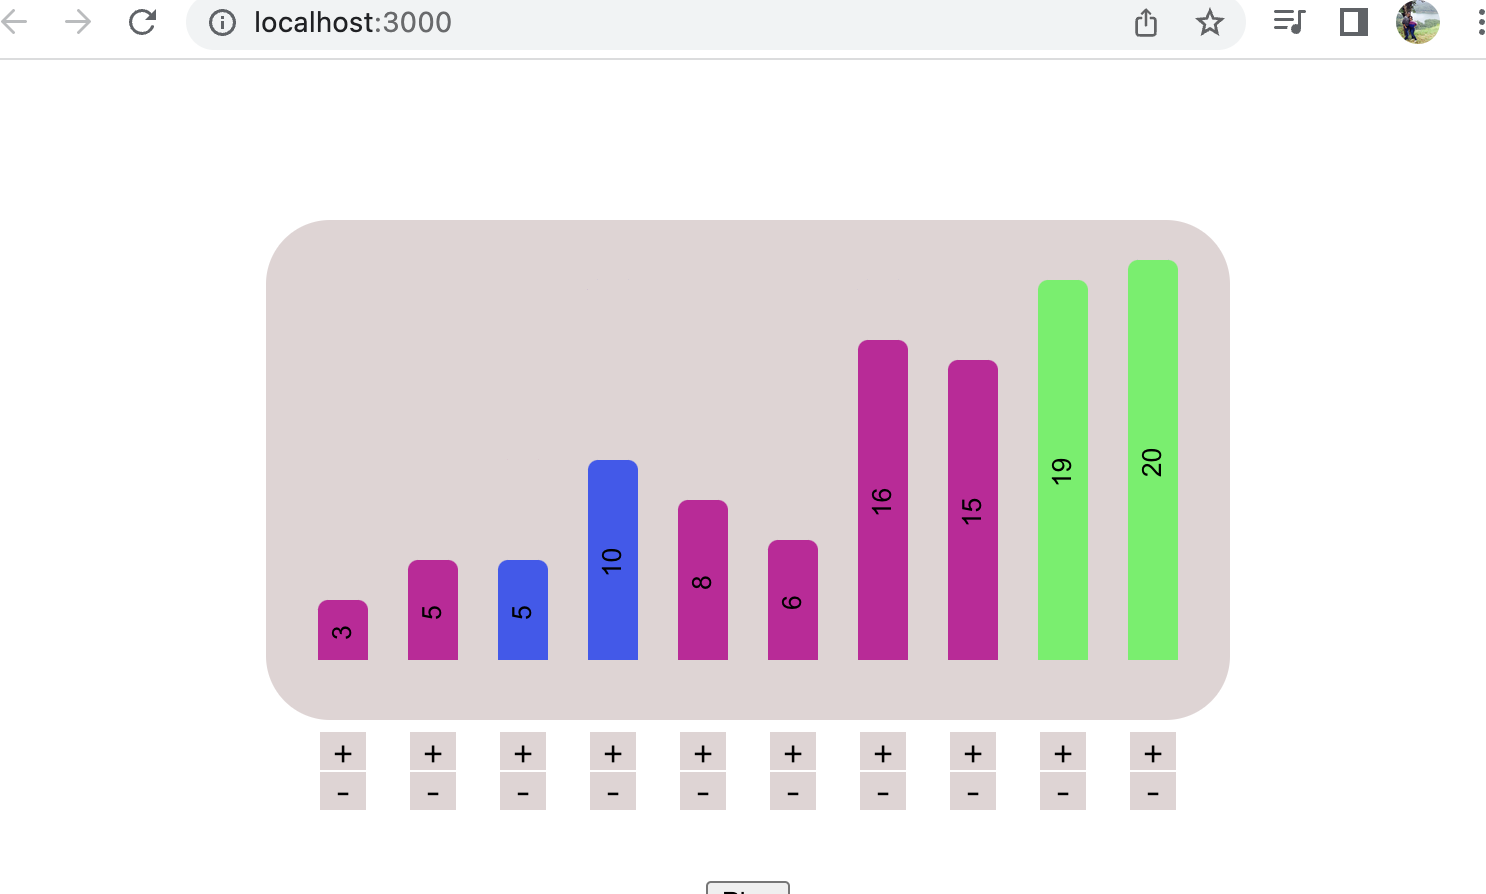 localhost:3000
3 5 5 10 8 6 16 15 19 20
+ + + + + + + + + +
- - - - - - - - - -